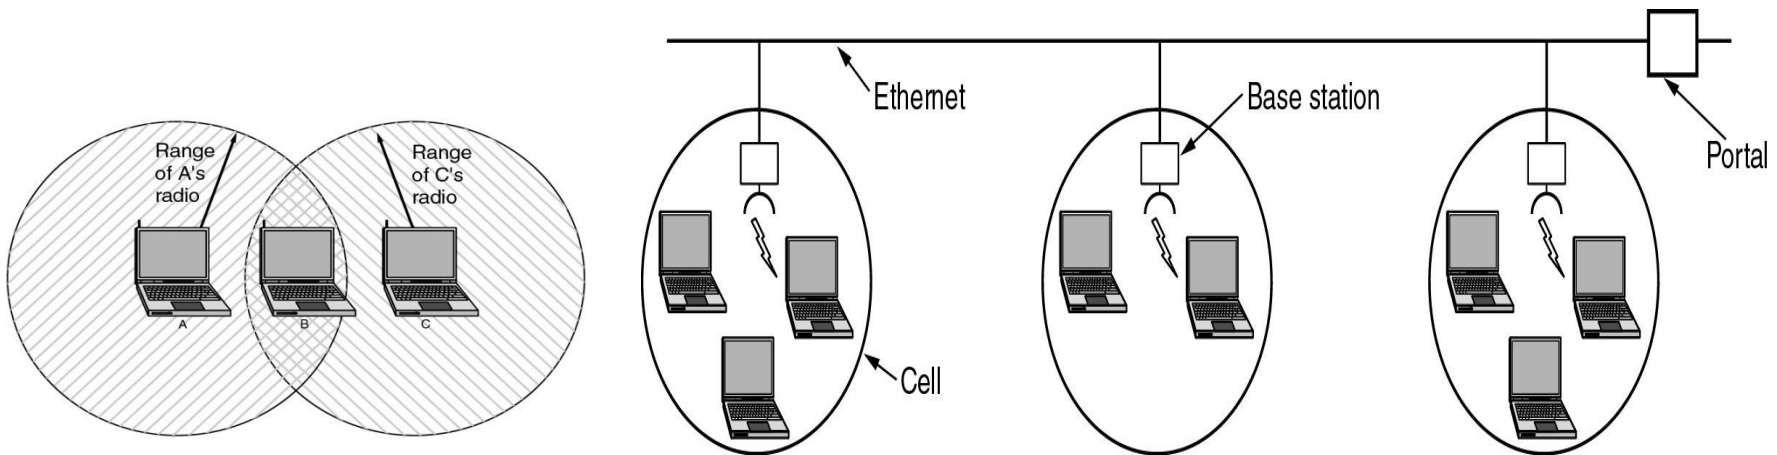 Range
of A's
radio
Range
of C's
radio
A
B
C
Ethernet
Base station
Portal
Cell